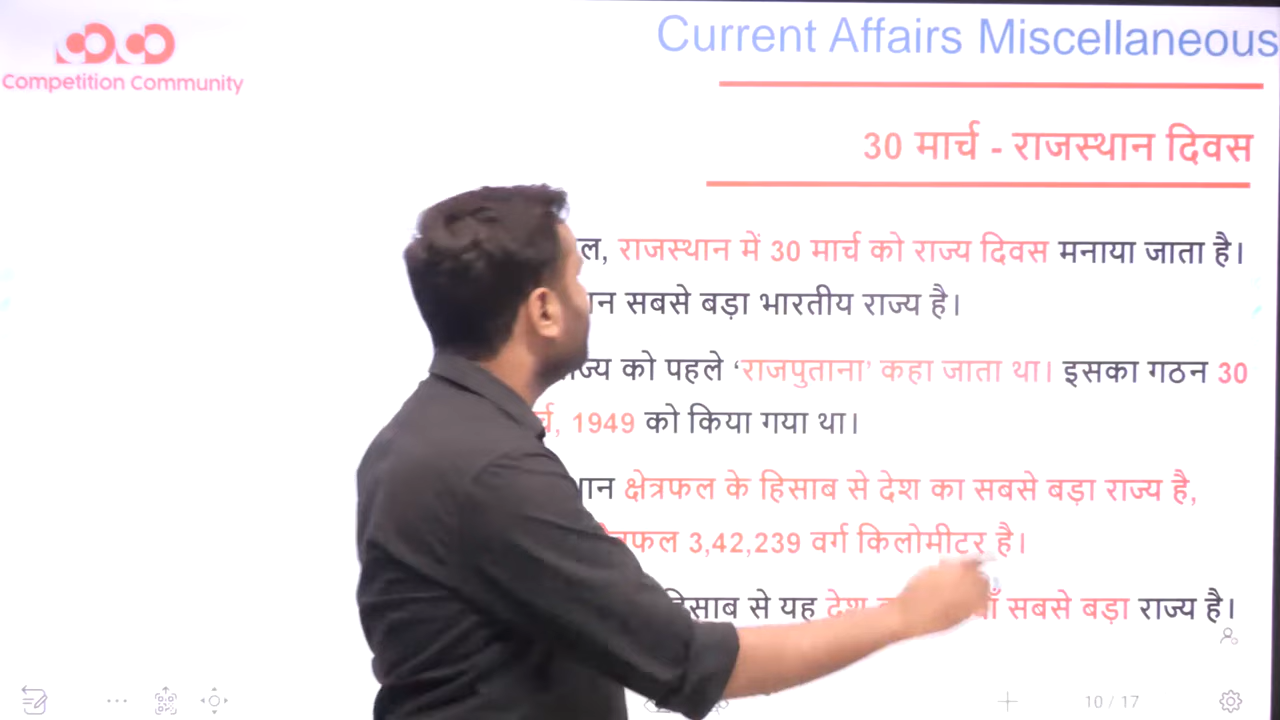 Competition Community
Current Affairs Miscellaneous
30 मार्च - राजस्थान दिवस
राजस्थान में 30 मार्च को राज्य दिवस मनाया जाता है।
सबसे बड़ा भारतीय राज्य है।
को पहले ‘राजपुताना’ कहा जाता था। इसका गठन 30
1949 को किया गया था।
क्षेत्रफल के हिसाब से देश का सबसे बड़ा राज्य है,
3,42,239 वर्ग किलोमीटर है।
से यह देश सबसे बड़ा राज्य है।
10 / 17